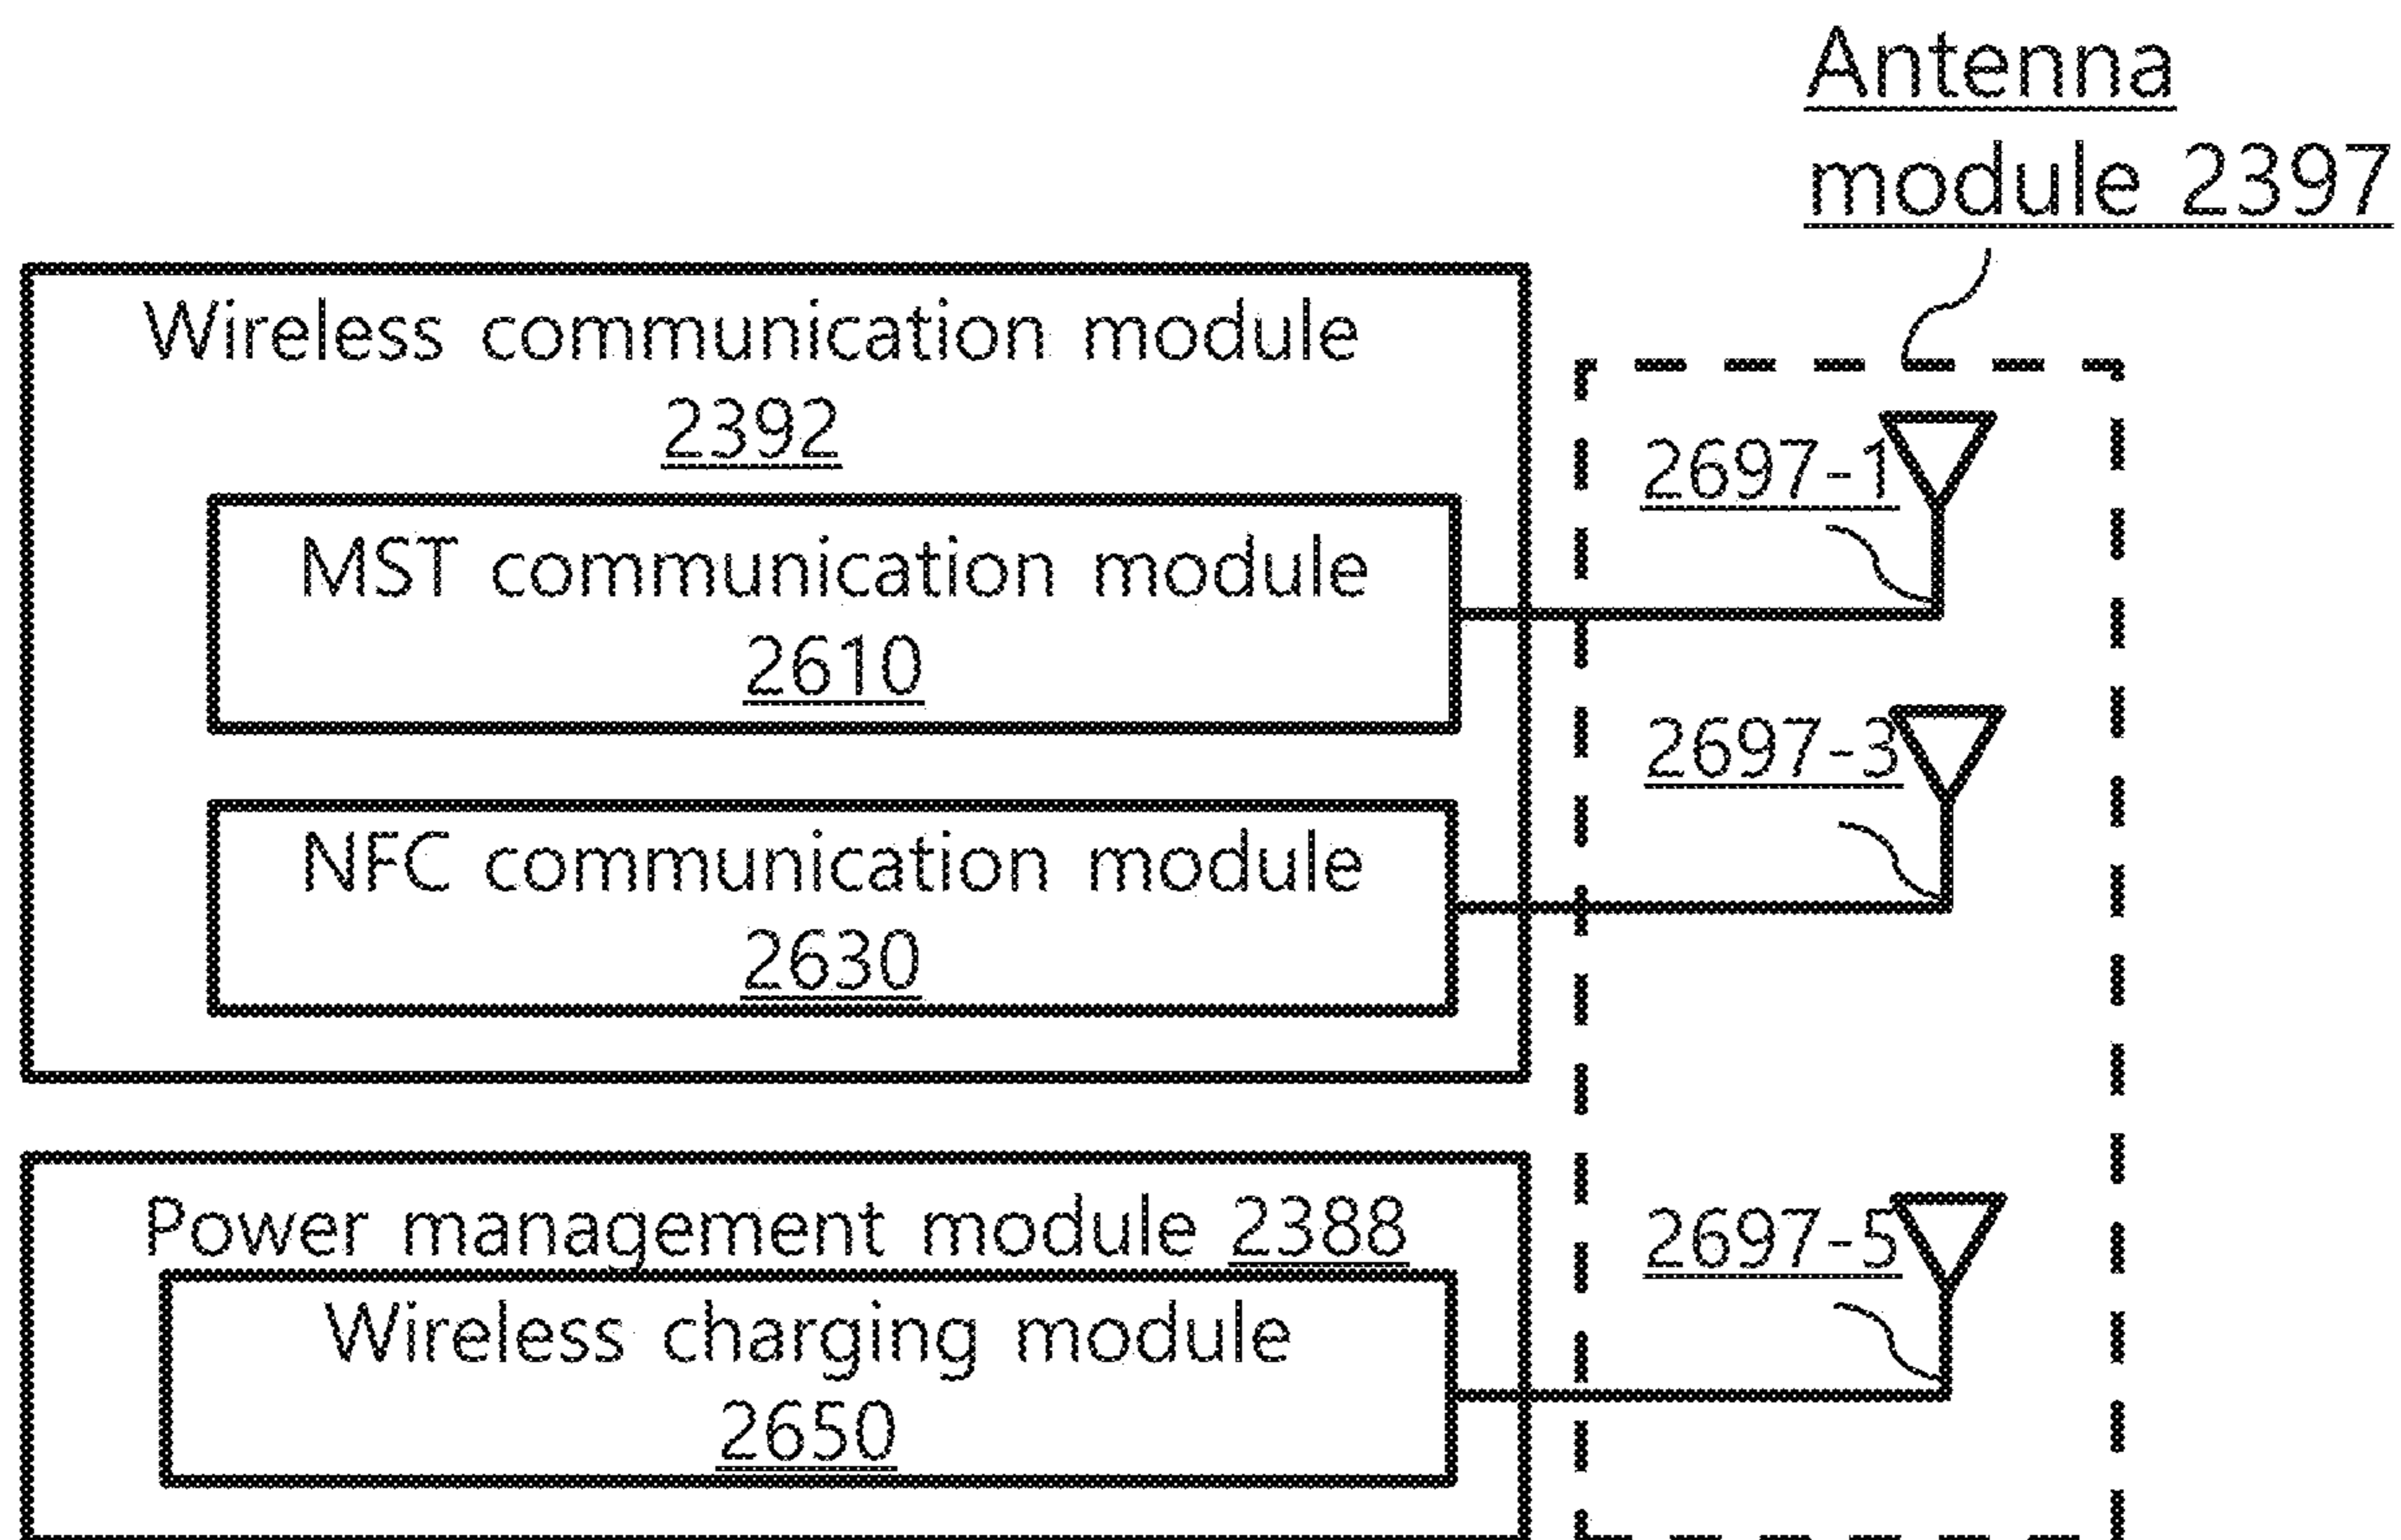 Antenna
module 2397
Wireless communication module
2392
2697-1
MST communication module
2610
2697-3
NFC communication module
2630
Power management module 2388
2697-5
Wireless charging module
2650